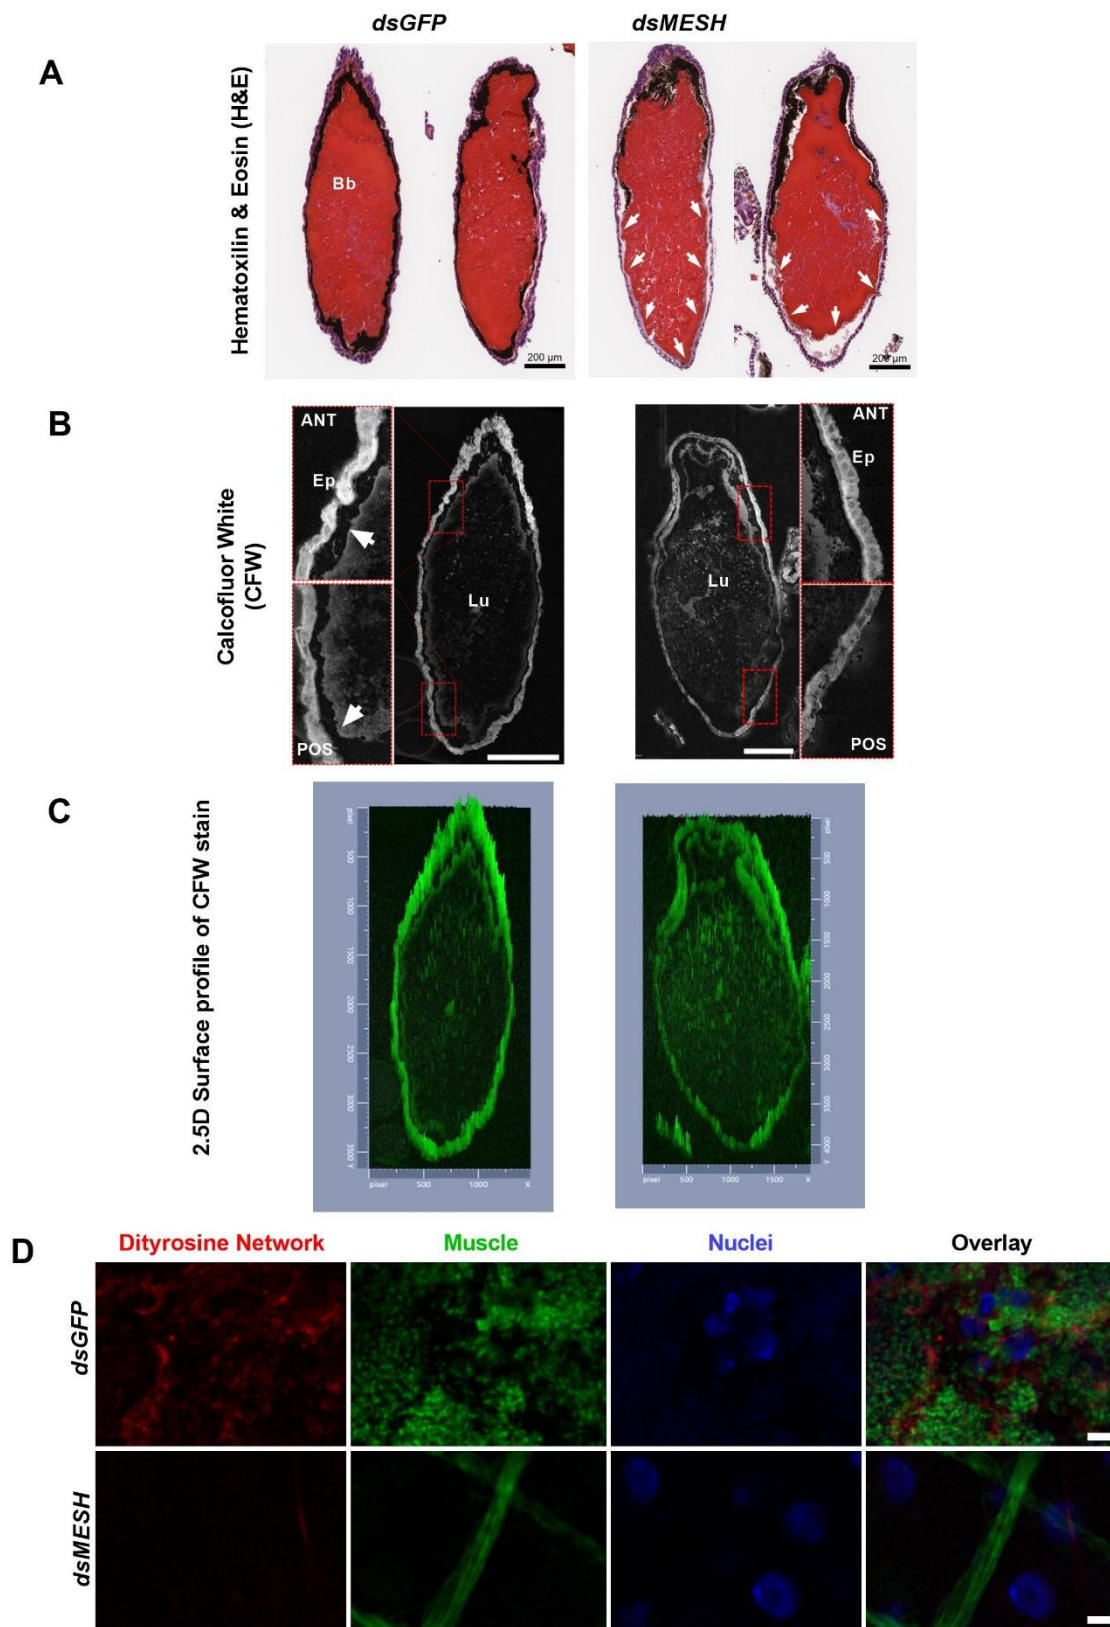 dsGFP
dsMESH
A
Hematoxilin & Eosin (H&E)
Bb
200 µm
200 µm
B
Calcofluor White
(CFW)
ANT
Ep
POS
Lu
Lu
ANT
Ep
POS
C
2.5D Surface profile of CFW stain
pixel
500
1000
1500
2000
2500
3000
3500
Y
pixel
500
1000
X
pixel
500
1000
1500
2000
2500
3000
3500
4000
Y
pixel
500
1000
1500
X
D
Dityrosine Network
Muscle
Nuclei
Overlay
dsGFP
dsMESH